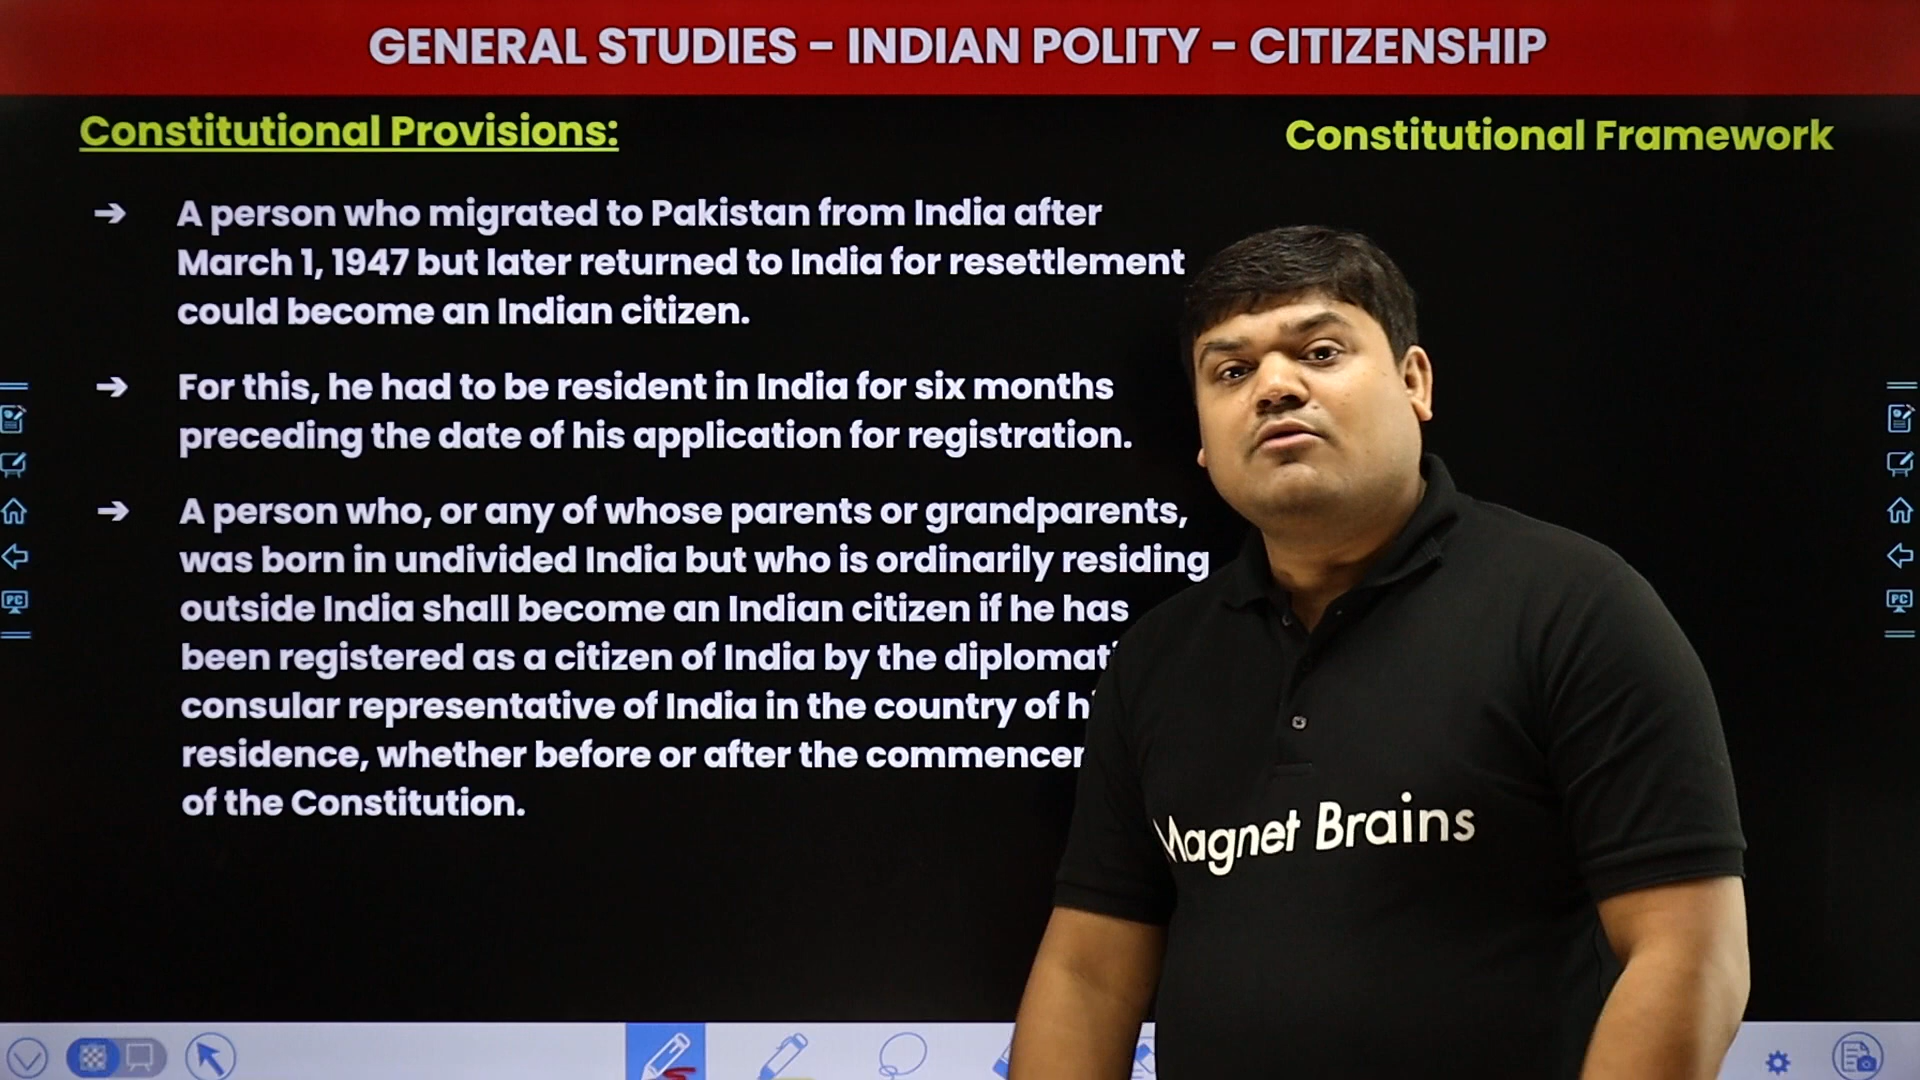 GENERAL STUDIES - INDIAN POLITY - CITIZENSHIP
Constitutional Provisions:
Constitutional Framework
➔ A person who migrated to Pakistan from India after
March 1, 1947 but later returned to India for resettlement
could become an Indian citizen.
➔ For this, he had to be resident in India for six months
preceding the date of his application for registration.
➔ A person who, or any of whose parents or grandparents,
was born in undivided India but who is ordinarily residing
outside India shall become an Indian citizen if he has
been registered as a citizen of India by the
consular representative of India in the country of
residence, whether before or after the
of the Constitution.
Magnet Brains
PC
PC